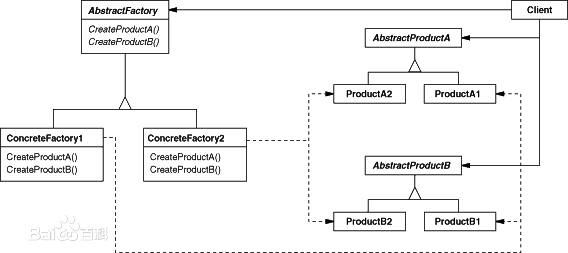 AbstractFactory
CreateProductA()
CreateProductB()
Client
AbstractProductA
ProductA2
ProductA1
ConcreteFactory1
CreateProductA()
CreateProductB()
ConcreteFactory2
CreateProductA()
CreateProductB()
AbstractProductB
ProductB2
ProductB1
Bai百科